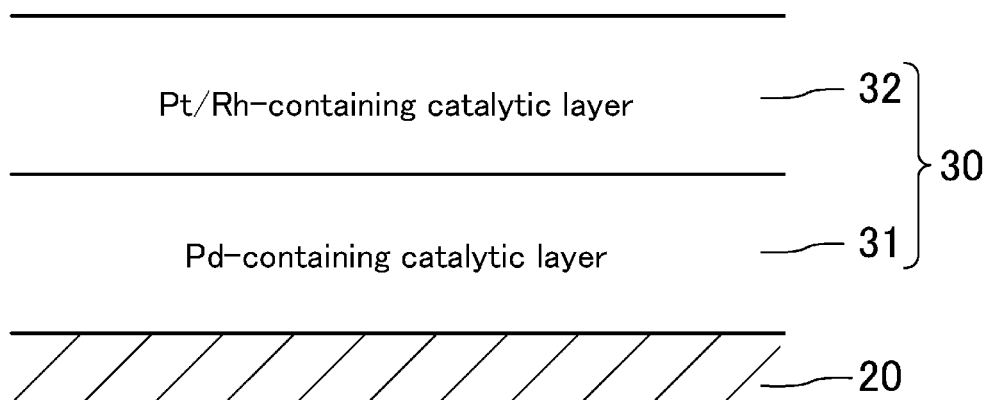 Pt/Rh-containing catalytic layer
32
30
Pd-containing catalytic layer
31
20